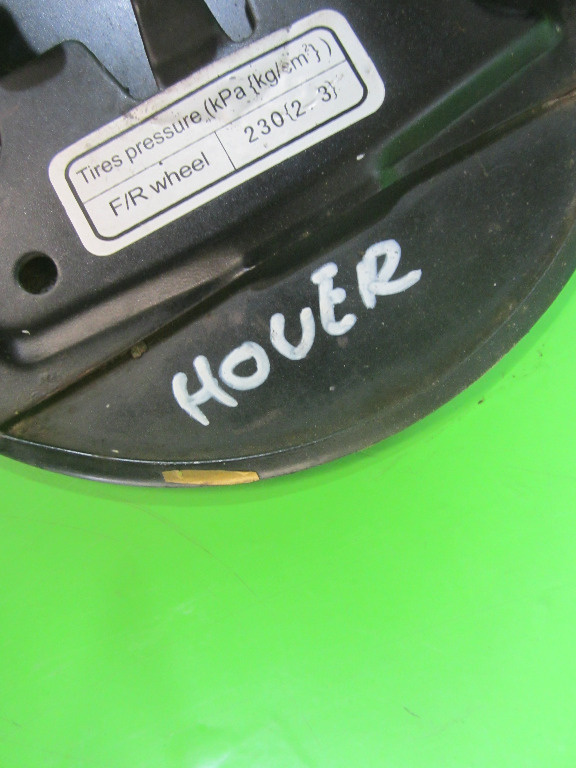 Tires pressure (kPa{kg/cm²})
F/R wheel 230{2.3}
HOVER